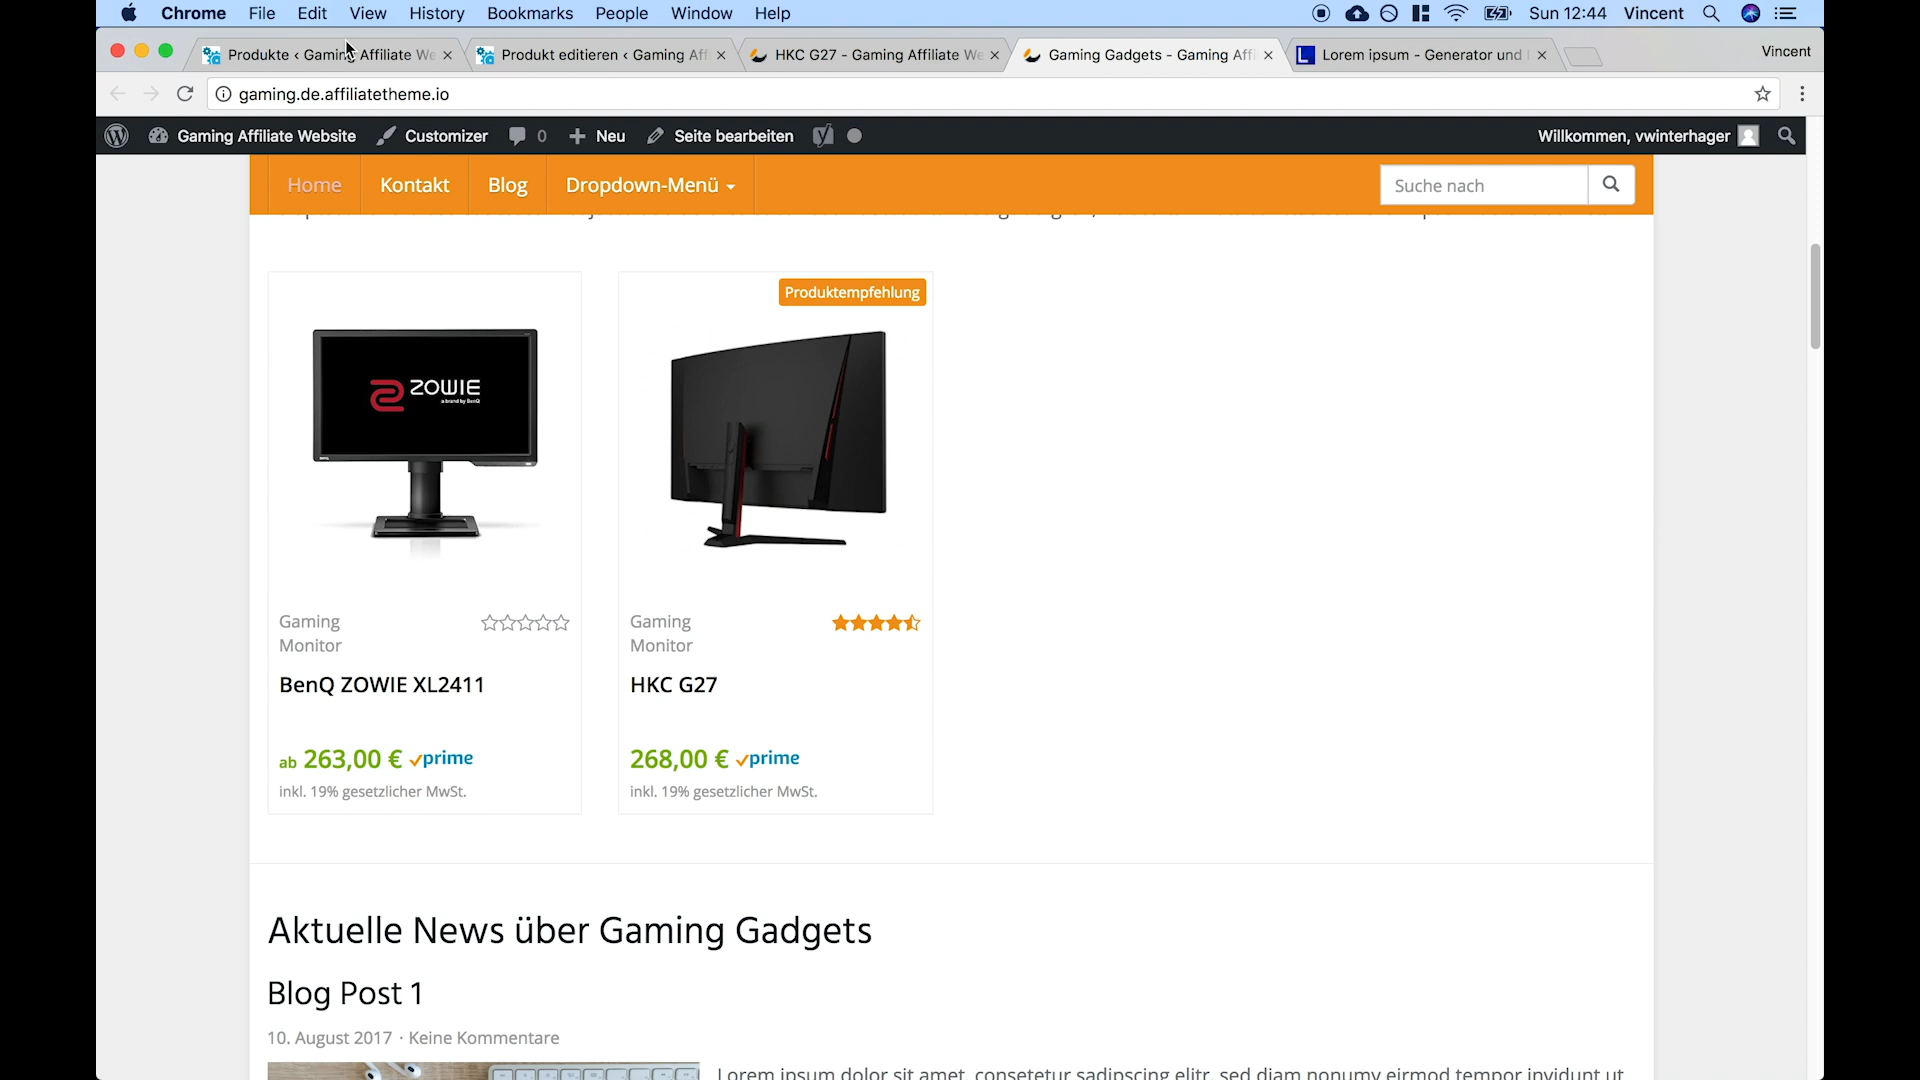 Chrome File Edit View History Bookmarks People Window Help Sun 12:44 Vincent
Produkte ‹ Gaming Affiliate We Produkt editieren ‹ Gaming Aff HKC G27 - Gaming Affiliate We Gaming Gadgets - Gaming Affi Lorem ipsum - Generator und Vincent
gaming.de.affiliatetheme.io
Gaming Affiliate Website Customizer 0 Neu Seite bearbeiten Willkommen, vwinterhager
Home Kontakt Blog Dropdown-Menü Suche nach
Produktempfehlung
ZOWIE
a brand by BenQ
Gaming
Monitor
BenQ ZOWIE XL2411
ab 263,00 € prime
inkl. 19% gesetzlicher MwSt.
Gaming
Monitor
HKC G27
268,00 € prime
inkl. 19% gesetzlicher MwSt.
Aktuelle News über Gaming Gadgets
Blog Post 1
10. August 2017 · Keine Kommentare
Lorem ipsum dolor sit amet, consetetur sadipscing elitr, sed diam nonumy eirmod tempor invidunt ut